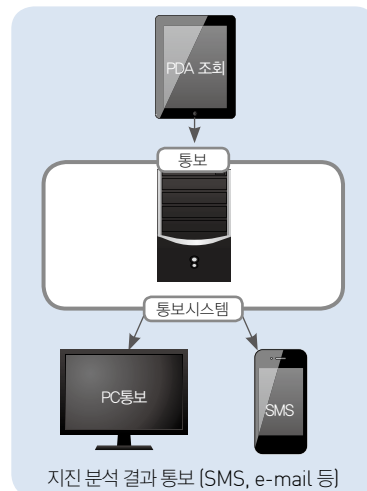 PDA 조회
통보
통보시스템
PC통보
SMS
지진 분석 결과 통보 (SMS, e-mail 등)